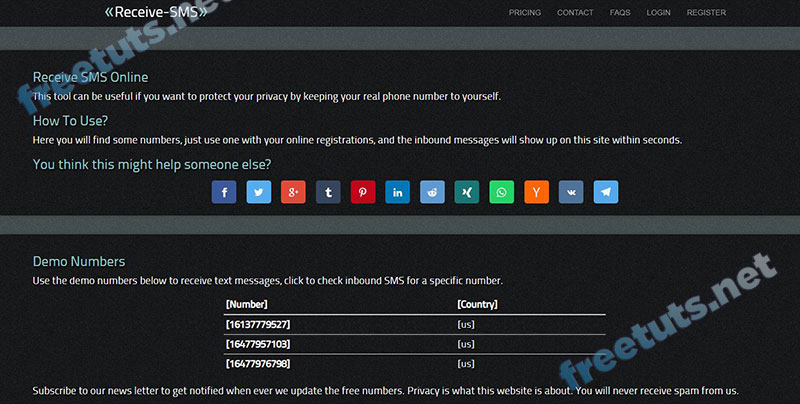 «Receive-SMS»
PRICING CONTACT FAQS LOGIN REGISTER
freetuts.net
Receive SMS Online
This tool can be useful if you want to protect your privacy by keeping your real phone number to yourself.
How To Use?
Here you will find some numbers, just use one with your online registrations, and the inbound messages will show up on this site within seconds.
You think this might help someone else?
Demo Numbers
Use the demo numbers below to receive text messages, click to check inbound SMS for a specific number.
[Number] [Country]
[16137779527] [us]
[16477957103] [us]
[16477976798] [us]
freetuts.net
Subscribe to our news letter to get notified when ever we update the free numbers. Privacy is what this website is about. You will never receive spam from us.